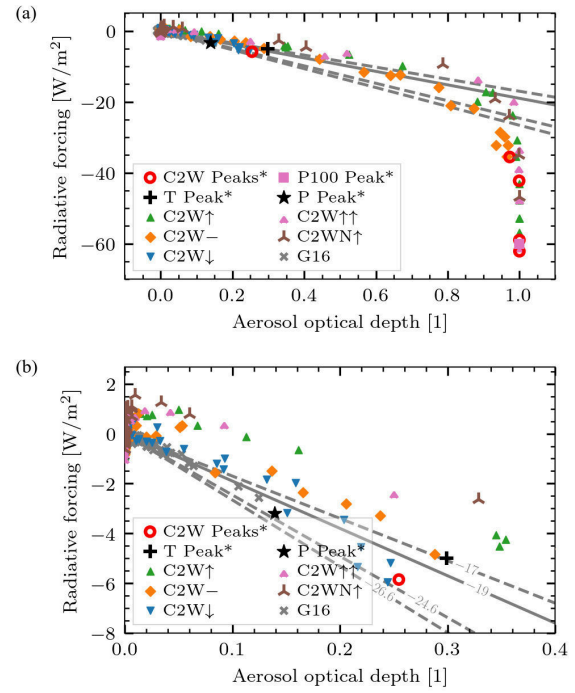 (a)
0
−20
−40
−60
Radiative forcing [W/m²]
C2W Peaks*
P100 Peak*
T Peak*
P Peak*
C2W↑
C2W↑↑
C2W−
C2WN↑
C2W↓
G16
0.0 0.2 0.4 0.6 0.8 1.0
Aerosol optical depth [1]
(b)
2
0
−2
−4
−6
−8
Radiative forcing [W/m²]
C2W Peaks*
T Peak*
P Peak*
C2W↑
C2W↑↑
C2W−
C2WN↑
C2W↓
G16
−17
−19
−24.6
−26.6
0.0 0.1 0.2 0.3 0.4
Aerosol optical depth [1]